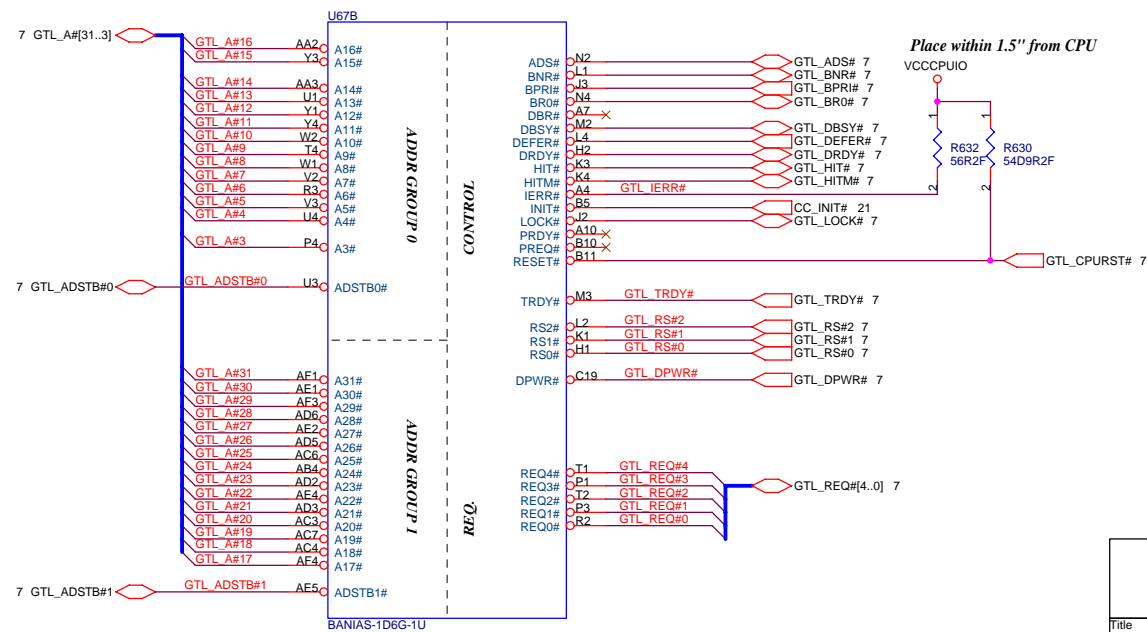 U67B
7 GTL_A#[31..3]
GTL_A#16 AA2 A16#
GTL_A#15 Y3 A15#
GTL_A#14 AA3 A14#
GTL_A#13 U1 A13#
GTL_A#12 Y1 A12#
GTL_A#11 Y4 A11#
GTL_A#10 W2 A10#
GTL_A#9 T4 A9#
GTL_A#8 W1 A8#
GTL_A#7 V2 A7#
GTL_A#6 R3 A6#
GTL_A#5 V3 A5#
GTL_A#4 U4 A4#
GTL_A#3 P4 A3#
7 GTL_ADSTB#0 GTL_ADSTB#0 U3 ADSTB0#
ADDR GROUP 0
GTL_A#31 AF1 A31#
GTL_A#30 AE1 A30#
GTL_A#29 AF3 A29#
GTL_A#28 AD6 A28#
GTL_A#27 AE2 A27#
GTL_A#26 AD5 A26#
GTL_A#25 AC6 A25#
GTL_A#24 AB4 A24#
GTL_A#23 AD2 A23#
GTL_A#22 AE4 A22#
GTL_A#21 AD3 A21#
GTL_A#20 AC3 A20#
GTL_A#19 AC7 A19#
GTL_A#18 AC4 A18#
GTL_A#17 AF4 A17#
7 GTL_ADSTB#1 GTL_ADSTB#1 AE5 ADSTB1#
ADDR GROUP 1
CONTROL
ADS# N2 GTL_ADS# 7
BNR# L1 GTL_BNR# 7
BPRI# J3 GTL_BPRI# 7
BR0# N4 GTL_BR0# 7
DBR# A7
DBSY# M2 GTL_DBSY# 7
DEFER# L4 GTL_DEFER# 7
DRDY# H2 GTL_DRDY# 7
HIT# K3 GTL_HIT# 7
HITM# K4 GTL_HITM# 7
IERR# A4 GTL_IERR#
INIT# B5 CC_INIT# 21
LOCK# J2 GTL_LOCK# 7
PRDY# A10
PREQ# B10
RESET# B11 GTL_CPURST# 7
TRDY# M3 GTL_TRDY# GTL_TRDY# 7
RS2# L2 GTL_RS#2 GTL_RS#2 7
RS1# K1 GTL_RS#1 GTL_RS#1 7
RS0# H1 GTL_RS#0 GTL_RS#0 7
DPWR# C19 GTL_DPWR# GTL_DPWR# 7
REQ.
REQ4# T1 GTL_REQ#4
REQ3# P1 GTL_REQ#3 GTL_REQ#[4..0] 7
REQ2# T2 GTL_REQ#2
REQ1# P3 GTL_REQ#1
REQ0# R2 GTL_REQ#0
Place within 1.5" from CPU
VCCCPUIO
1 1
R632 R630
56R2F 54D9R2F
2 2
BANIAS-1D6G-1U
Title